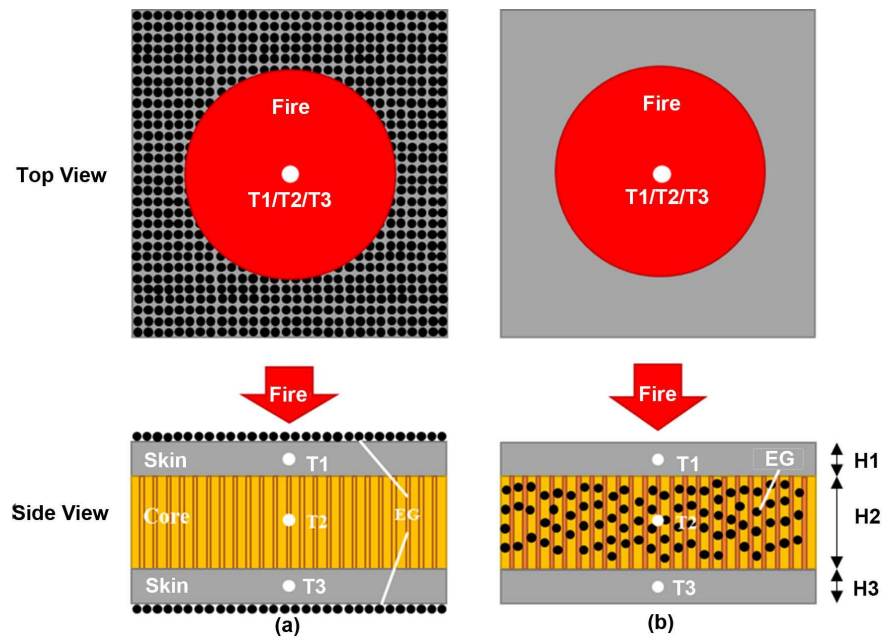 Fire
Fire
Top View
T1/T2/T3
T1/T2/T3
Fire
Fire
Skin
T1
T1
EG
H1
Side View
Core
T2
EG
T2
H2
Skin
T3
T3
H3
(a)
(b)